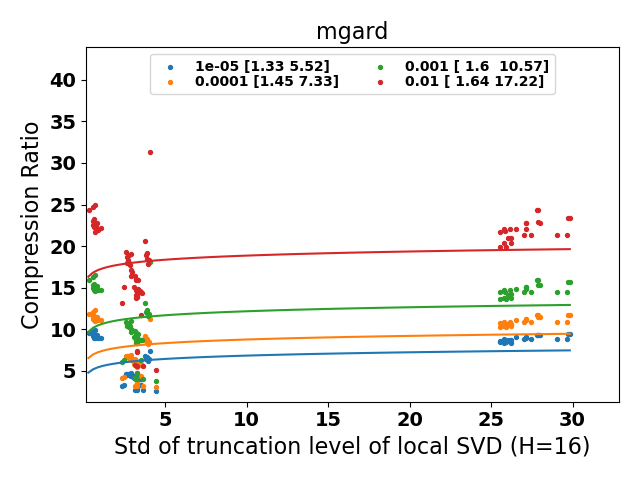 mgard
1e-05 [1.33 5.52]
0.0001 [1.45 7.33]
0.001 [ 1.6  10.57]
0.01 [ 1.64 17.22]
Compression Ratio
40
35
30
25
20
15
10
5
5 10 15 20 25 30
Std of truncation level of local SVD (H=16)